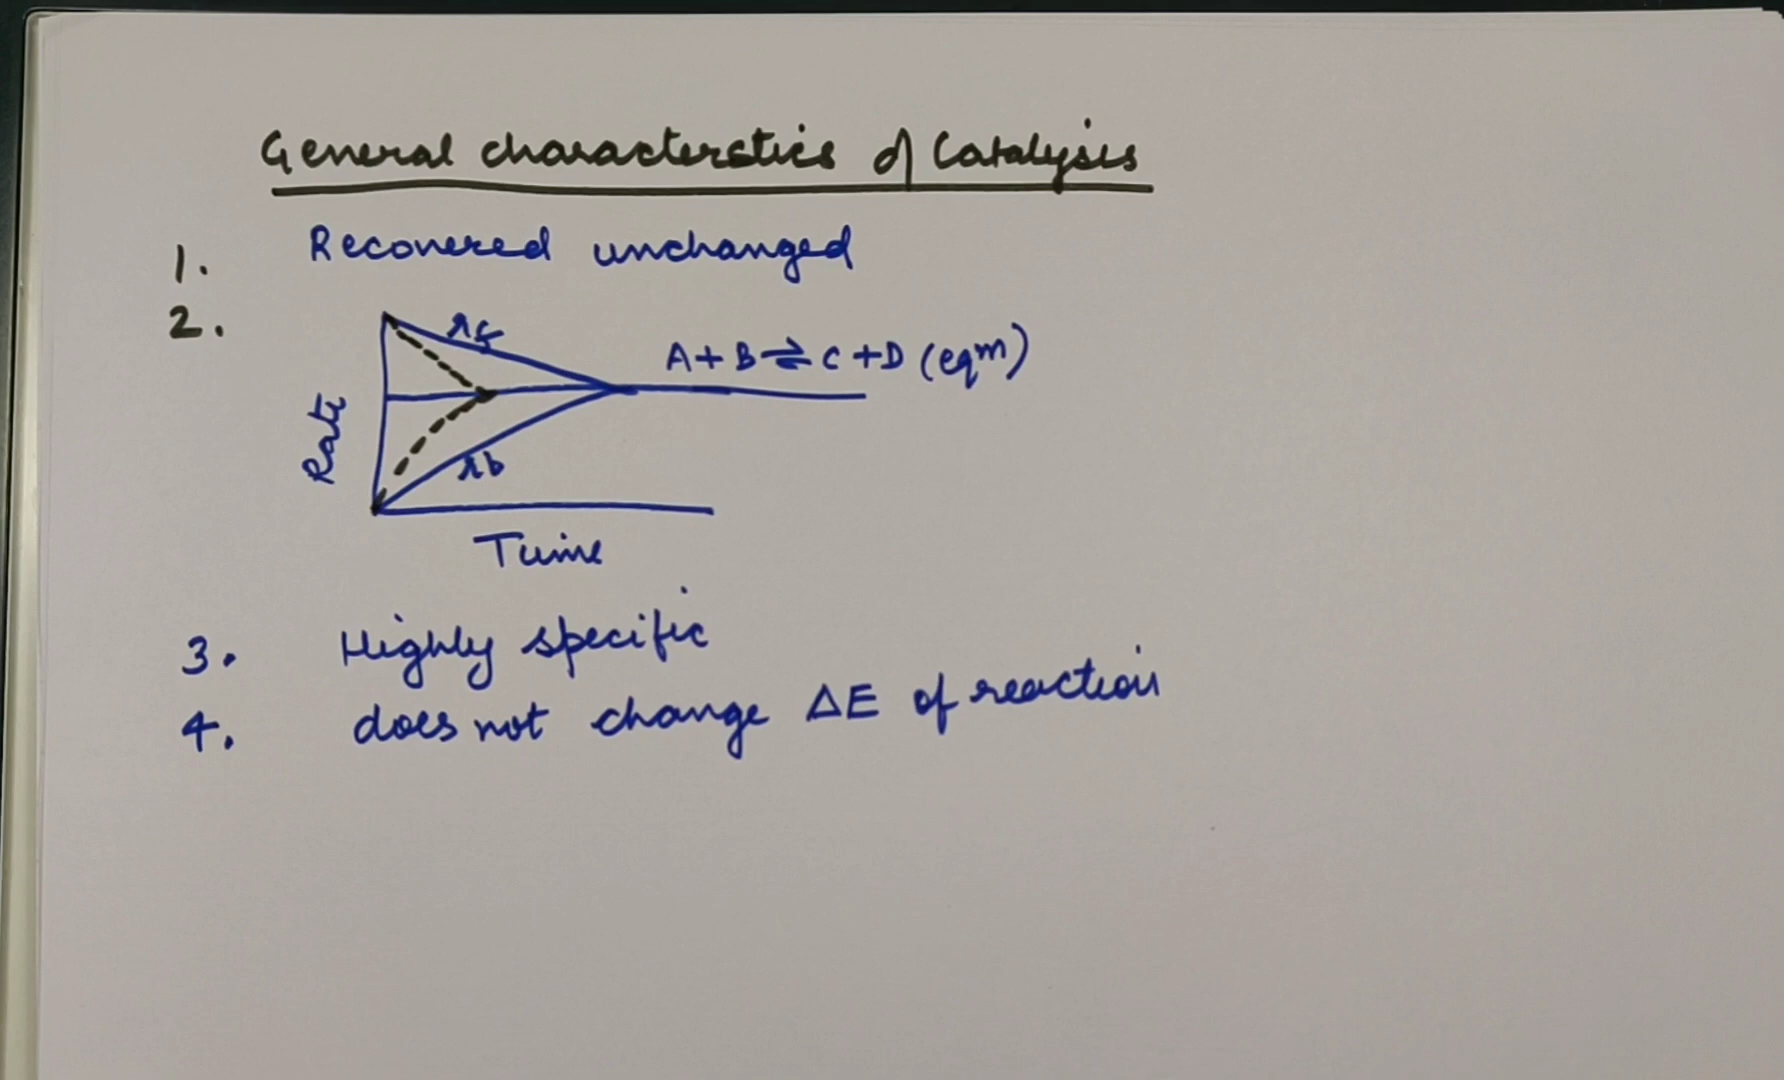 General characterstics of Catalysis
1. Recovered unchanged
2.
rf
A + B ⇌ C + D (eqm)
Rate
rb
Time
3. Highly specific
4. does not change ΔE of reaction